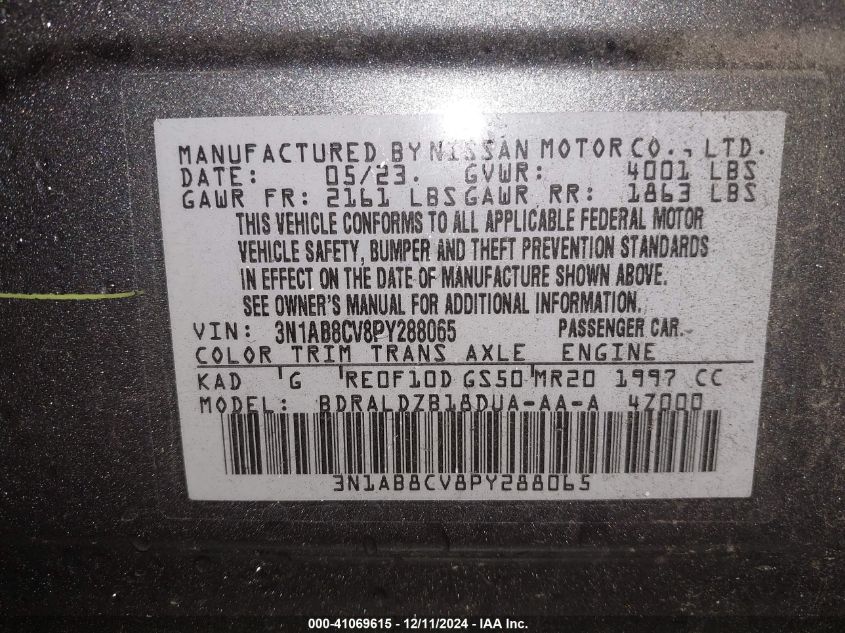 MANUFACTURED BY NISSAN MOTOR CO., LTD.
DATE: 05/23. GVWR: 4001 LBS
GAWR FR: 2161 LBS GAWR RR: 1863 LBS
THIS VEHICLE CONFORMS TO ALL APPLICABLE FEDERAL MOTOR
VEHICLE SAFETY, BUMPER AND THEFT PREVENTION STANDARDS
IN EFFECT ON THE DATE OF MANUFACTURE SHOWN ABOVE.
SEE OWNER'S MANUAL FOR ADDITIONAL INFORMATION.
VIN: 3N1AB8CV8PY288065 PASSENGER CAR.
COLOR TRIM TRANS AXLE ENGINE
KAD G RE0F10D GS50 MR20 1997 CC
MODEL: BDRALDZB18DUA-AA-A 4Z000
3N1AB8CV8PY288065
000-41069615 - 12/11/2024 - IAA Inc.